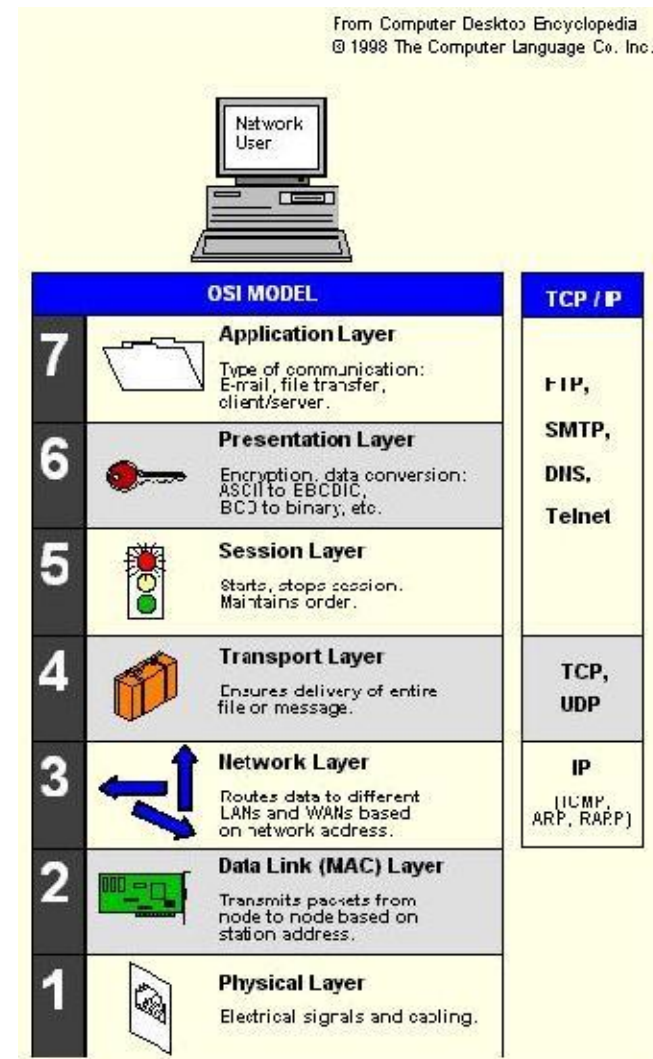 From Computer Desktop Encyclopedia
© 1998 The Computer Language Co. Inc.
Network
User
OSI MODEL
TCP / IP
7
Application Layer
Type of communication:
E-mail, file transfer,
client/server.
6
Presentation Layer
Encryption, data conversion:
ASCII to EBCDIC,
BCD to binary, etc.
5
Session Layer
Starts, stops session.
Maintains order.
FTP,
SMTP,
DNS,
Telnet
4
Transport Layer
Ensures delivery of entire
file or message.
TCP,
UDP
3
Network Layer
Routes data to different
LANs and WANs based
on network address.
IP
(ICMP,
ARP, RARP)
2
Data Link (MAC) Layer
Transmits packets from
node to node based on
station address.
1
Physical Layer
Electrical signals and cabling.